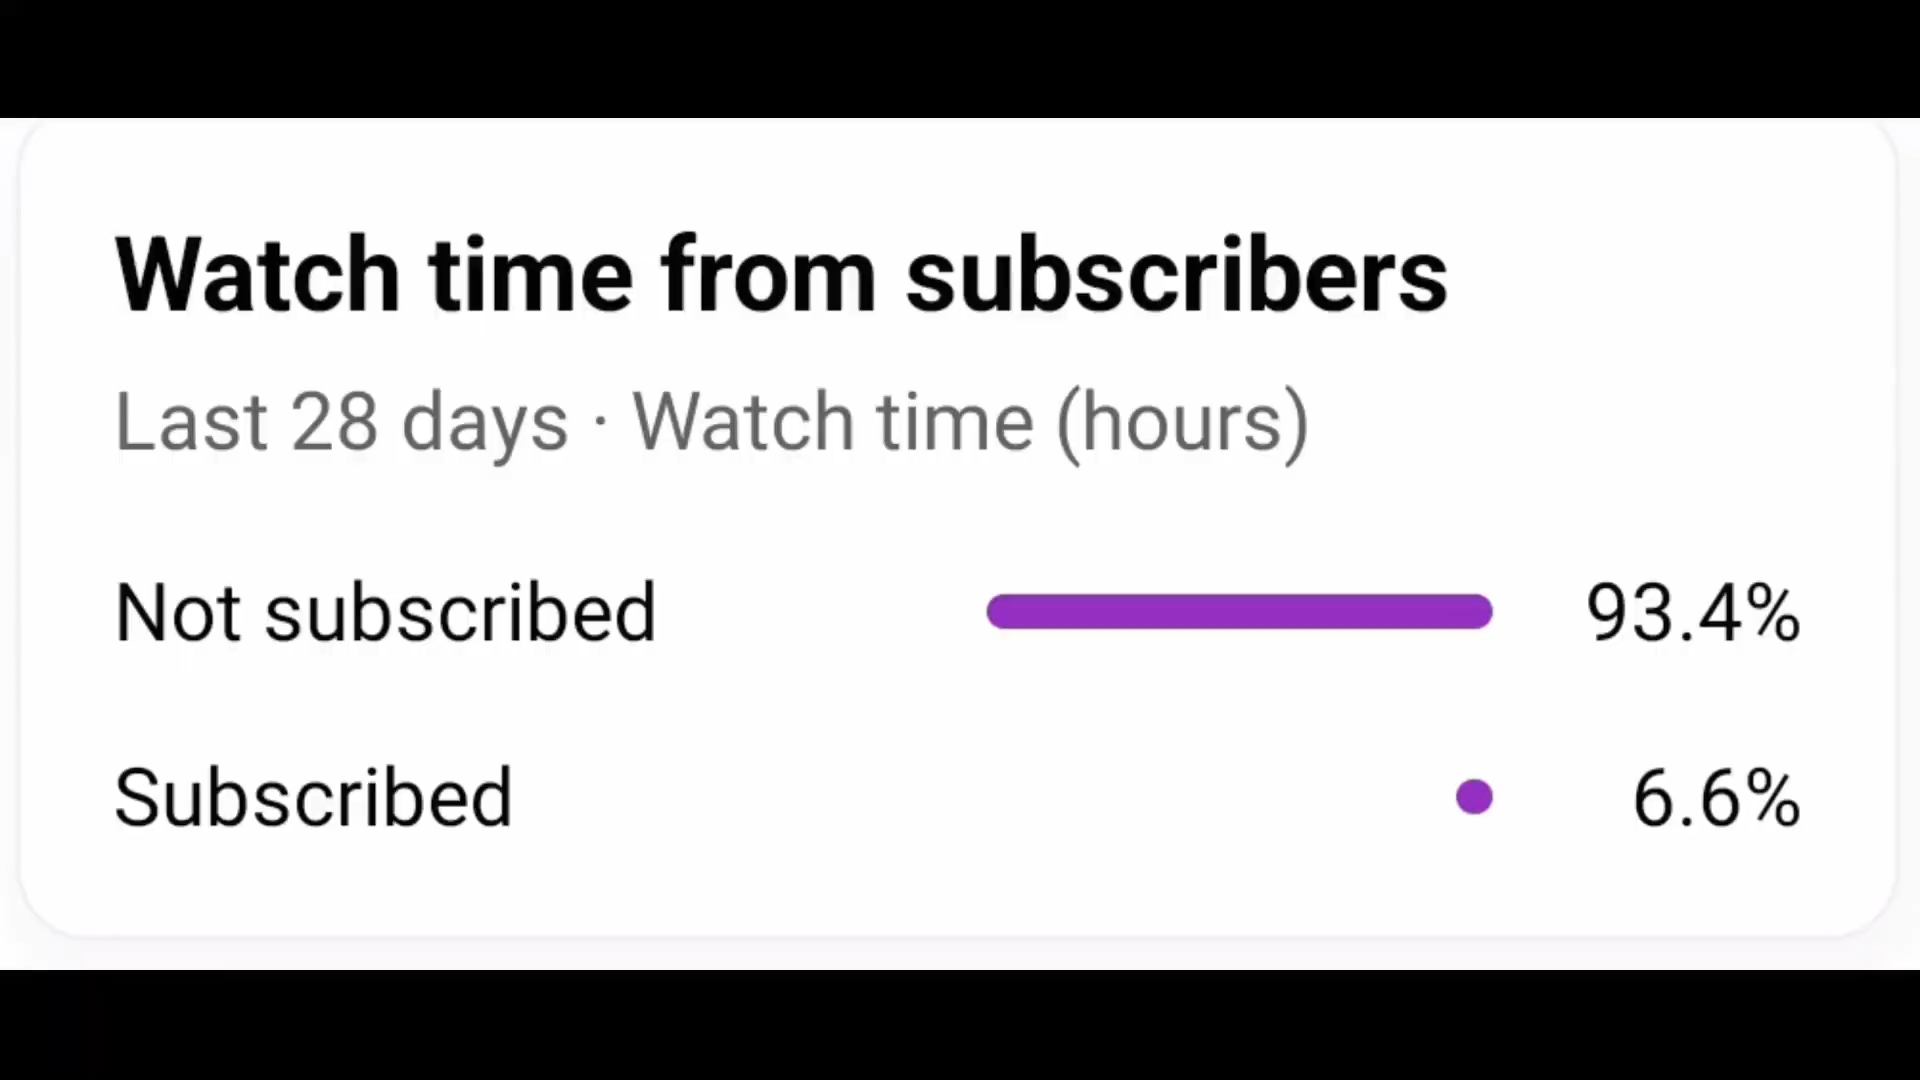 Watch time from subscribers
Last 28 days · Watch time (hours)
Not subscribed 93.4%
Subscribed 6.6%